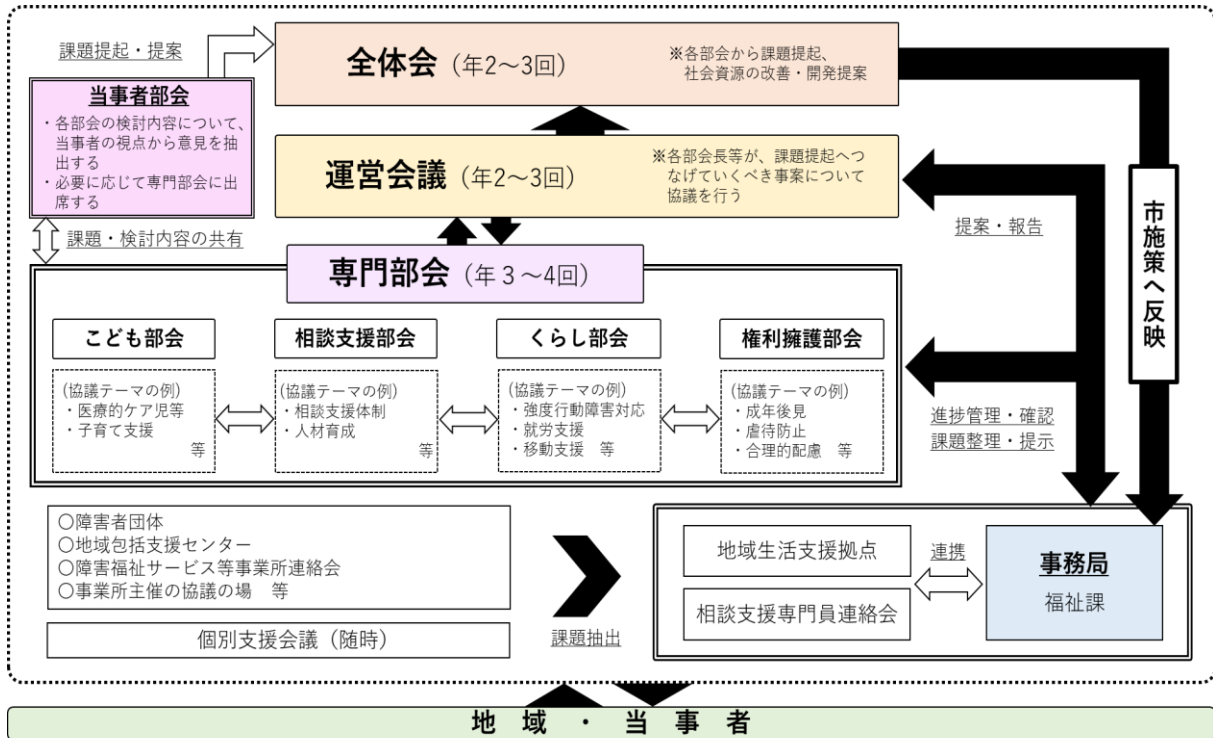 課題提起・提案
全体会（年2～3回）
※各部会から課題提起、
社会資源の改善・開発提案
当事者部会
・各部会の検討内容について、
当事者の視点から意見を抽
出する
・必要に応じて専門部会に出
席する
運営会議（年2～3回）
※各部会長等が、課題提起へつ
なげていくべき事案について
協議を行う
市施策へ反映
提案・報告
課題・検討内容の共有
専門部会（年３～4回）
こども部会
(協議テーマの例)
・医療的ケア児等
・子育て支援
等
相談支援部会
(協議テーマの例)
・相談支援体制
・人材育成
等
くらし部会
(協議テーマの例)
・強度行動障害対応
・就労支援
・移動支援　等
権利擁護部会
(協議テーマの例)
・成年後見
・虐待防止
・合理的配慮　等
進捗管理・確認
課題整理・提示
〇障害者団体
〇地域包括支援センター
〇障害福祉サービス等事業所連絡会
〇事業所主催の協議の場　等
個別支援会議（随時）
課題抽出
地域生活支援拠点
相談支援専門員連絡会
連携
事務局
福祉課
地　域　・　当　事　者